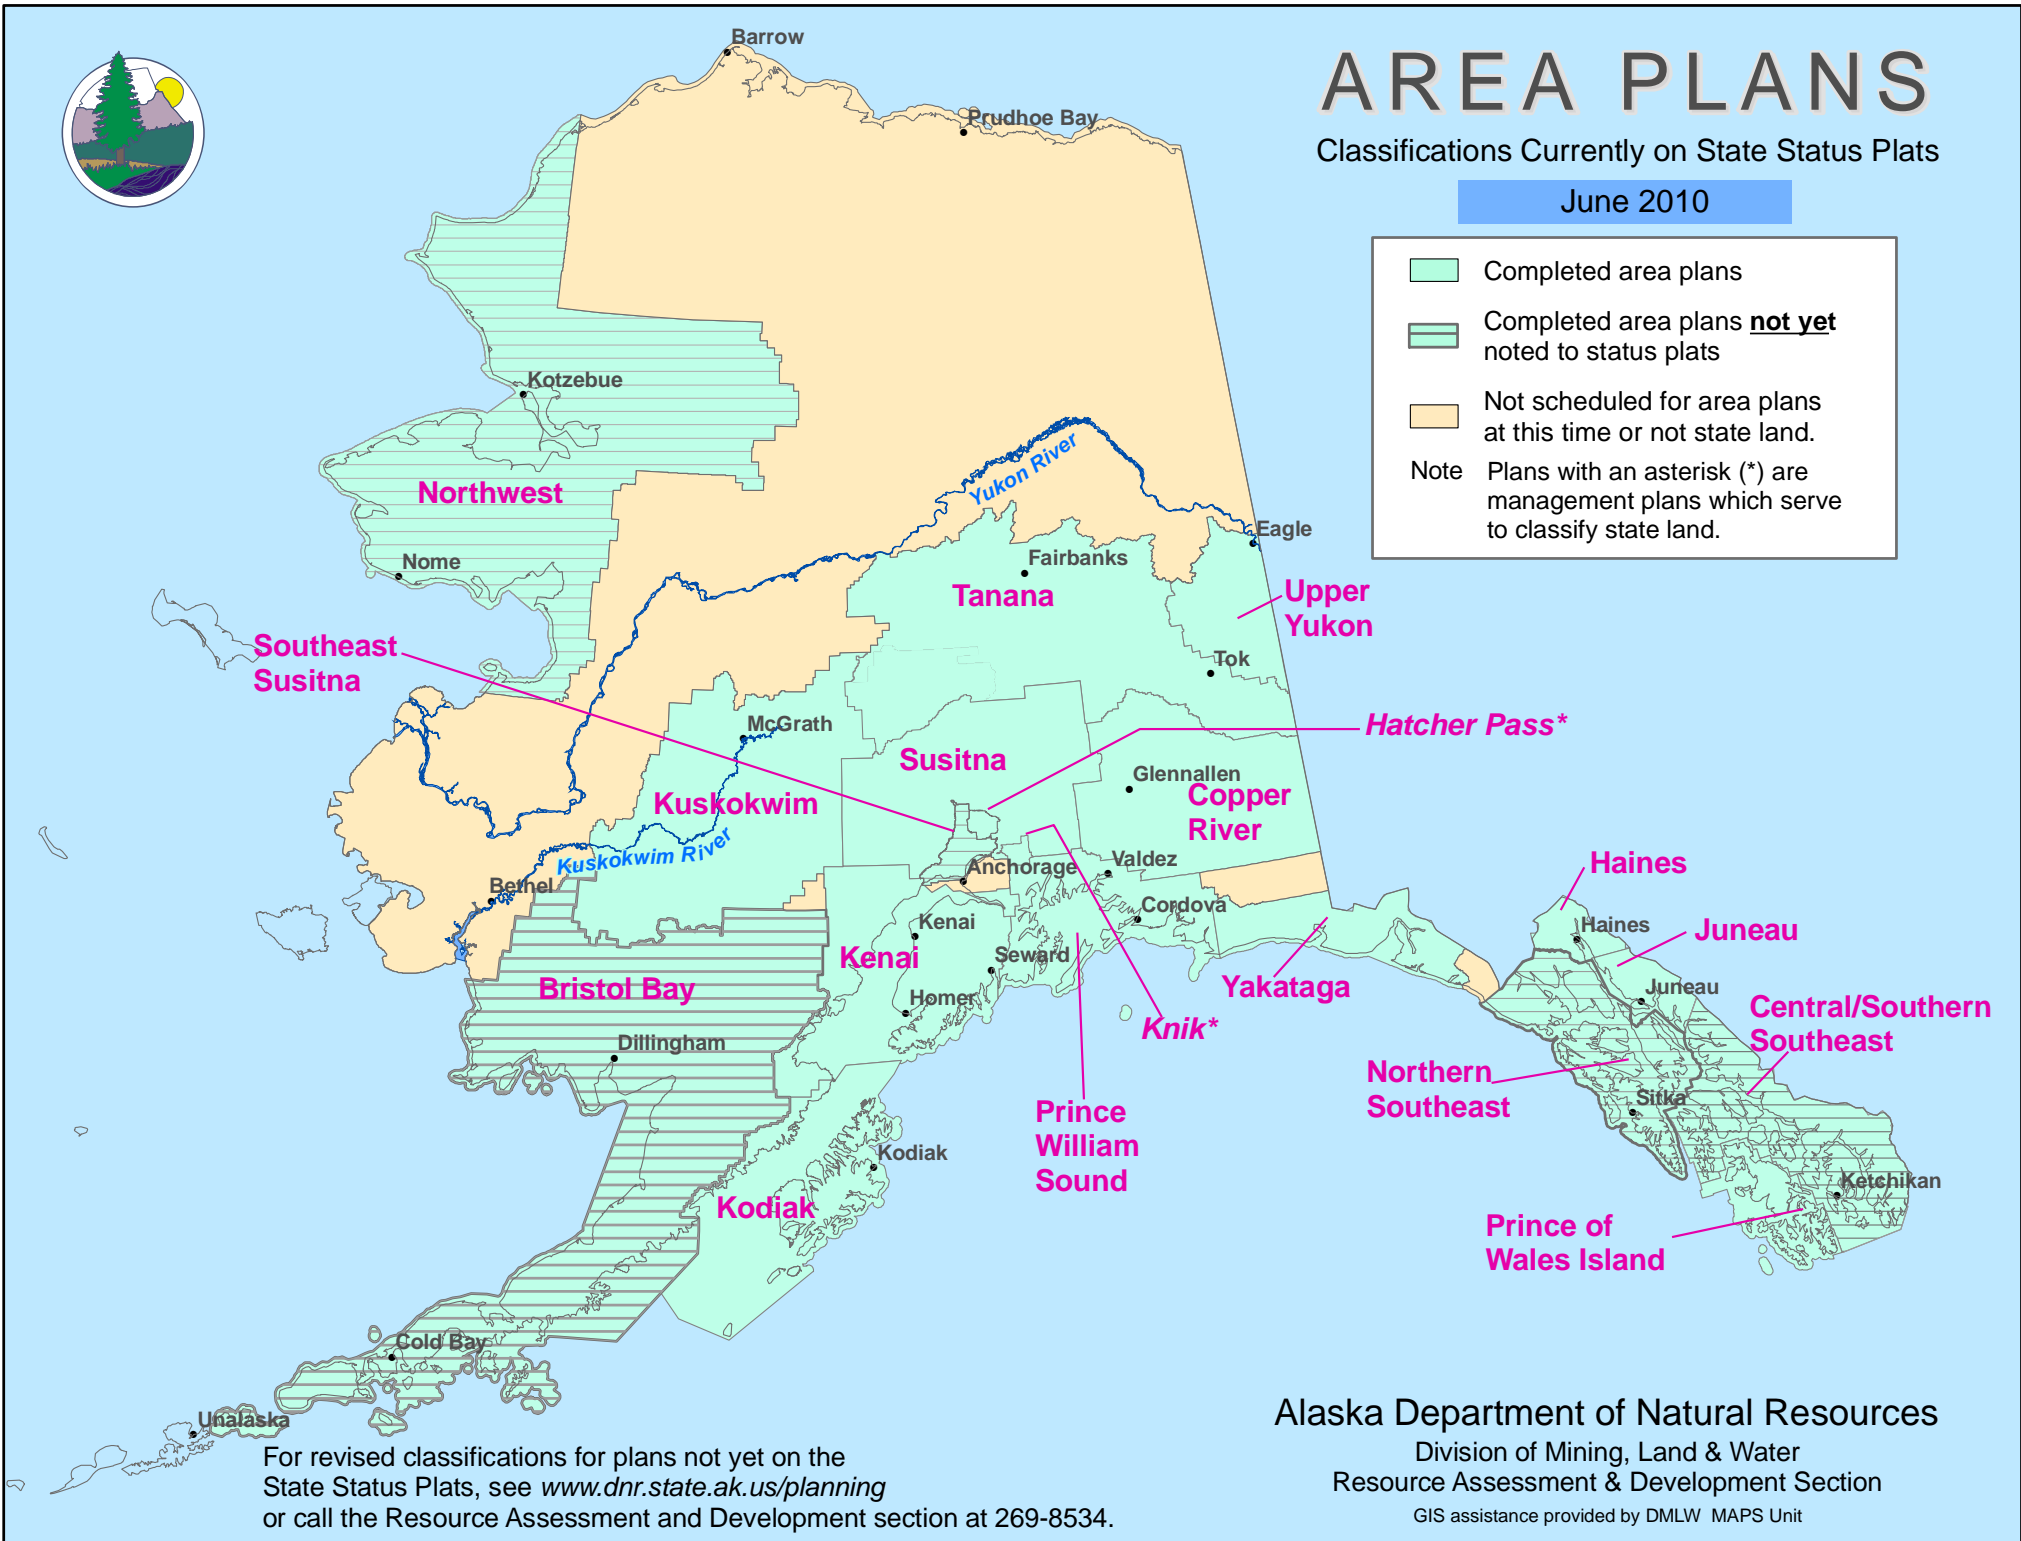 AREA PLANS
Classifications Currently on State Status Plats
June 2010
Completed area plans
Completed area plans not yet
noted to status plats
Not scheduled for area plans
at this time or not state land.
Note Plans with an asterisk (*) are
management plans which serve
to classify state land.
Barrow
Prudhoe Bay
Kotzebue
Northwest
Yukon River
Nome
Eagle
Fairbanks
Tanana
Upper
Yukon
Southeast
Susitna
Tok
McGrath
Hatcher Pass*
Susitna
Glennallen
Kuskokwim
Copper
River
Kuskokwim River
Bethel
Anchorage
Valdez
Haines
Kenai
Cordova
Haines
Juneau
Kenai
Seward
Bristol Bay
Homer
Yakataga
Juneau
Central/Southern
Southeast
Knik*
Dillingham
Northern
Southeast
Sitka
Prince
William
Sound
Kodiak
Kodiak
Ketchikan
Prince of
Wales Island
Cold Bay
Unalaska
For revised classifications for plans not yet on the
State Status Plats, see www.dnr.state.ak.us/planning
or call the Resource Assessment and Development section at 269-8534.
Alaska Department of Natural Resources
Division of Mining, Land & Water
Resource Assessment & Development Section
GIS assistance provided by DMLW MAPS Unit